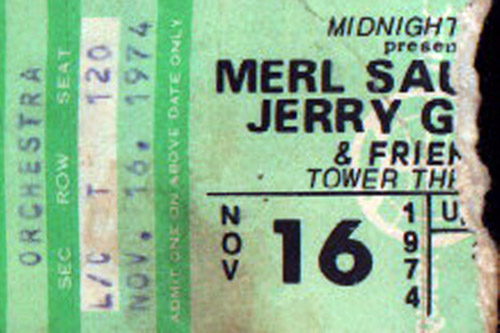 ORCHESTRA
SEC ROW SEAT
L/C T 120
NOV. 16. 1974
ADMIT ONE ON ABOVE DATE ONLY
MIDNIGHT
presen
MERL SAU
JERRY G
& FRIEN
TOWER THE
NOV 16 1974
U